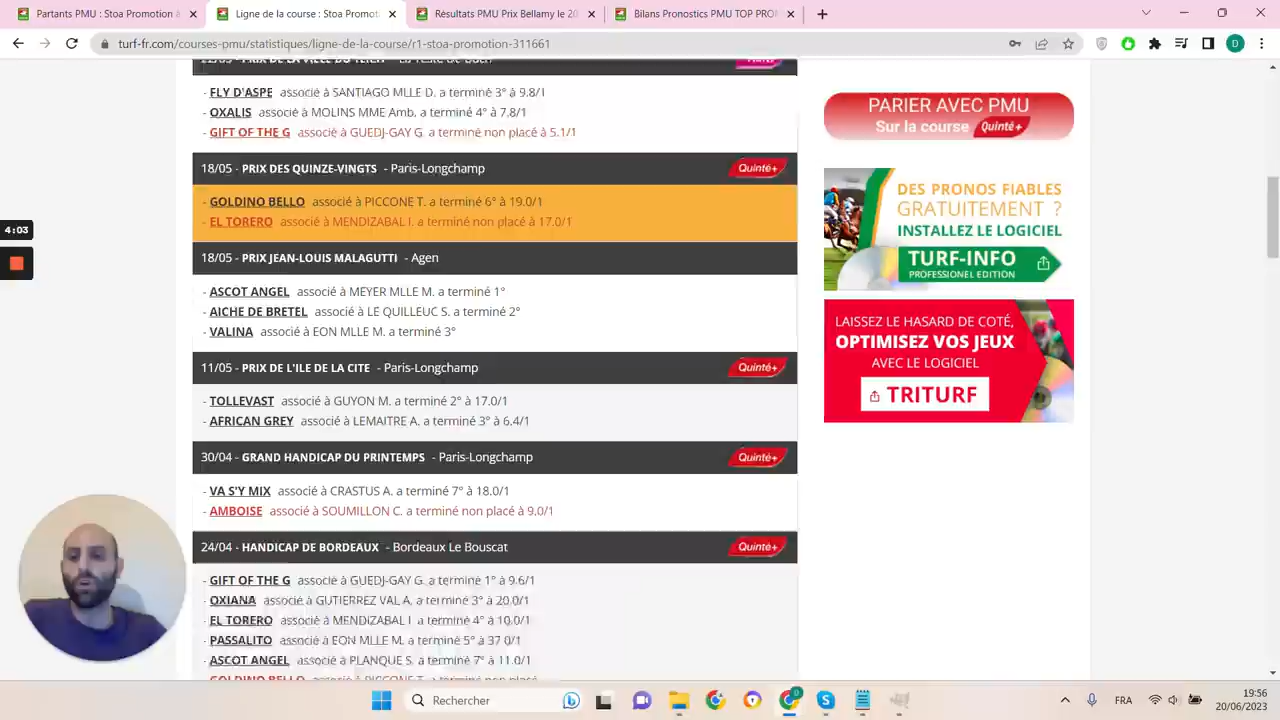 Partants PMU : Stoa Promotion à
Ligne de la course : Stoa Promot
Résultats PMU Prix Bellamy le 20
Bilans Pronostics PMU TOP PRO
turf-fr.com/courses-pmu/statistiques/ligne-de-course/r1-stoa-promotion-311661
D
- FLY D'ASPE associé à SANTIAGO MLLE D. a terminé 3° à 9.8/1
- OXALIS associé à MOLINS MME Amb. a terminé 4° à 7.8/1
- GIFT OF THE G associé à GUEDJ-GAY G. a terminé non placé à 5.1/1
18/05 - PRIX DES QUINZE-VINGTS - Paris-Longchamp Quinté+
- GOLDINO BELLO associé à PICCONE T. a terminé 6° à 19.0/1
- EL TORERO associé à MENDIZABAL I. a terminé non placé à 17.0/1
18/05 - PRIX JEAN-LOUIS MALAGUTTI - Agen
- ASCOT ANGEL associé à MEYER MLLE M. a terminé 1°
- AICHE DE BRETEL associé à LE QUILLEUC S. a terminé 2°
- VALINA associé à EON MLLE M. a terminé 3°
11/05 - PRIX DE L'ILE DE LA CITE - Paris-Longchamp Quinté+
- TOLLEVAST associé à GUYON M. a terminé 2° à 17.0/1
- AFRICAN GREY associé à LEMAITRE A. a terminé 3° à 6.4/1
30/04 - GRAND HANDICAP DU PRINTEMPS - Paris-Longchamp Quinté+
- VA S'Y MIX associé à CRASTUS A. a terminé 7° à 18.0/1
- AMBOISE associé à SOUMILLON C. a terminé non placé à 9.0/1
24/04 - HANDICAP DE BORDEAUX - Bordeaux Le Bouscat Quinté+
- GIFT OF THE G associé à GUEDJ-GAY G. a terminé 1° à 9.6/1
- OXIANA associé à GUTIERREZ VAL A. a terminé 3° à 20.0/1
- EL TORERO associé à MENDIZABAL I. a terminé 4° à 10.0/1
- PASSALITO associé à EON MLLE M. a terminé 5° à 37.0/1
- ASCOT ANGEL associé à PLANQUE S. a terminé 7° à 11.0/1
- GOLDINO BELLO associé à PICCONE T. a terminé non placé
PARIER AVEC PMU
Sur la course Quinté+
DES PRONOS FIABLES
GRATUITEMENT ?
INSTALLEZ LE LOGICIEL
TURF-INFO
PROFESSIONEL EDITION
LAISSEZ LE HASARD DE COTÉ,
OPTIMISEZ VOS JEUX
AVEC LE LOGICIEL
TRITURF
4:03
Rechercher
FRA
19:56
20/06/2023